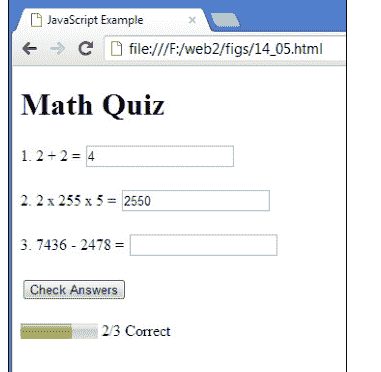 JavaScript Example
file:///F:/web2/figs/14_05.html
Math Quiz
1. 2 + 2 = 4
2. 2 x 255 x 5 = 2550
3. 7436 - 2478 =
Check Answers
2/3 Correct